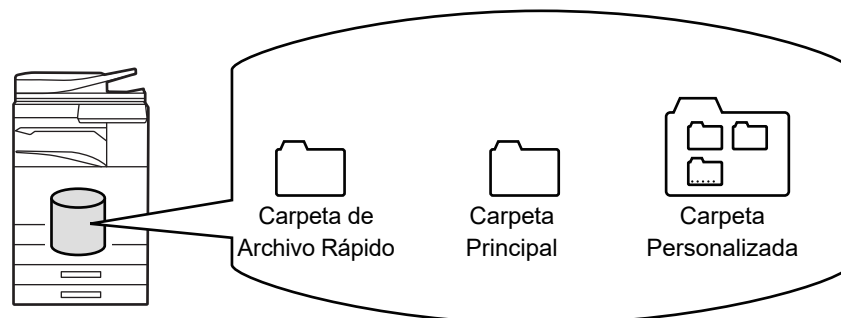 Carpeta de
Archivo Rápido
Carpeta
Principal
Carpeta
Personalizada